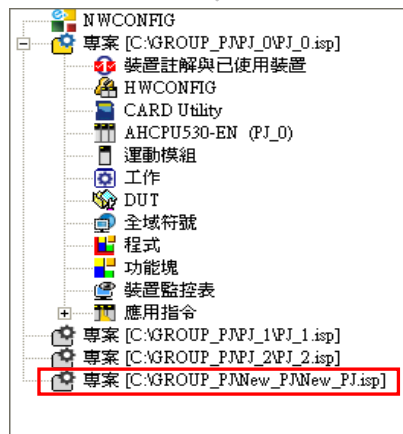 NWCONFIG
專案 [C:\GROUP_PJ\PJ_0\PJ_0.isp]
裝置註解與已使用裝置
HWCONFIG
CARD Utility
AHCPU530-EN (PJ_0)
運動模組
工作
DUT
全域符號
程式
功能塊
裝置監控表
應用指令
專案 [C:\GROUP_PJ\PJ_1\PJ_1.isp]
專案 [C:\GROUP_PJ\PJ_2\PJ_2.isp]
專案 [C:\GROUP_PJ\New_PJ\New_PJ.isp]